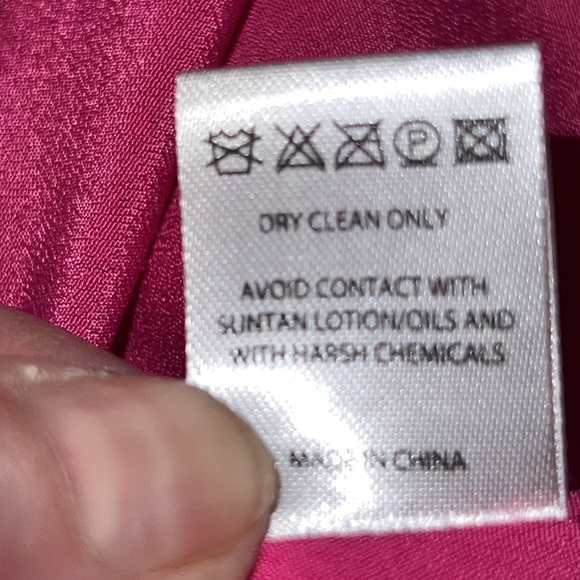 P
DRY CLEAN ONLY
AVOID CONTACT WITH
SUNTAN LOTION/OILS AND
WITH HARSH CHEMICALS
MADE IN CHINA